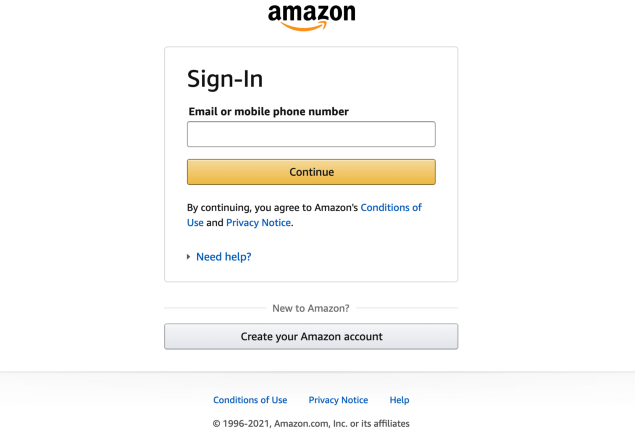 amazon
Sign-In
Email or mobile phone number
Continue
By continuing, you agree to Amazon's Conditions of
Use and Privacy Notice.
Need help?
New to Amazon?
Create your Amazon account
Conditions of Use Privacy Notice Help
© 1996-2021, Amazon.com, Inc. or its affiliates